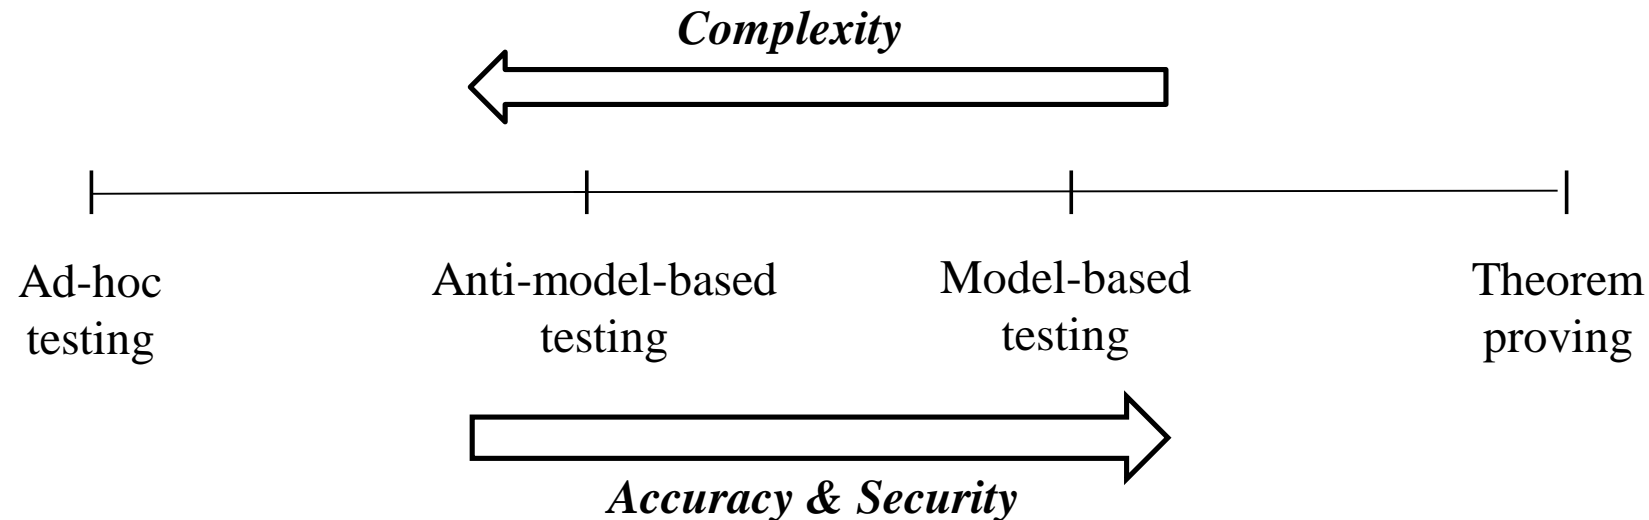 Complexity
Ad-hoc
testing
Anti-model-based
testing
Model-based
testing
Theorem
proving
Accuracy & Security